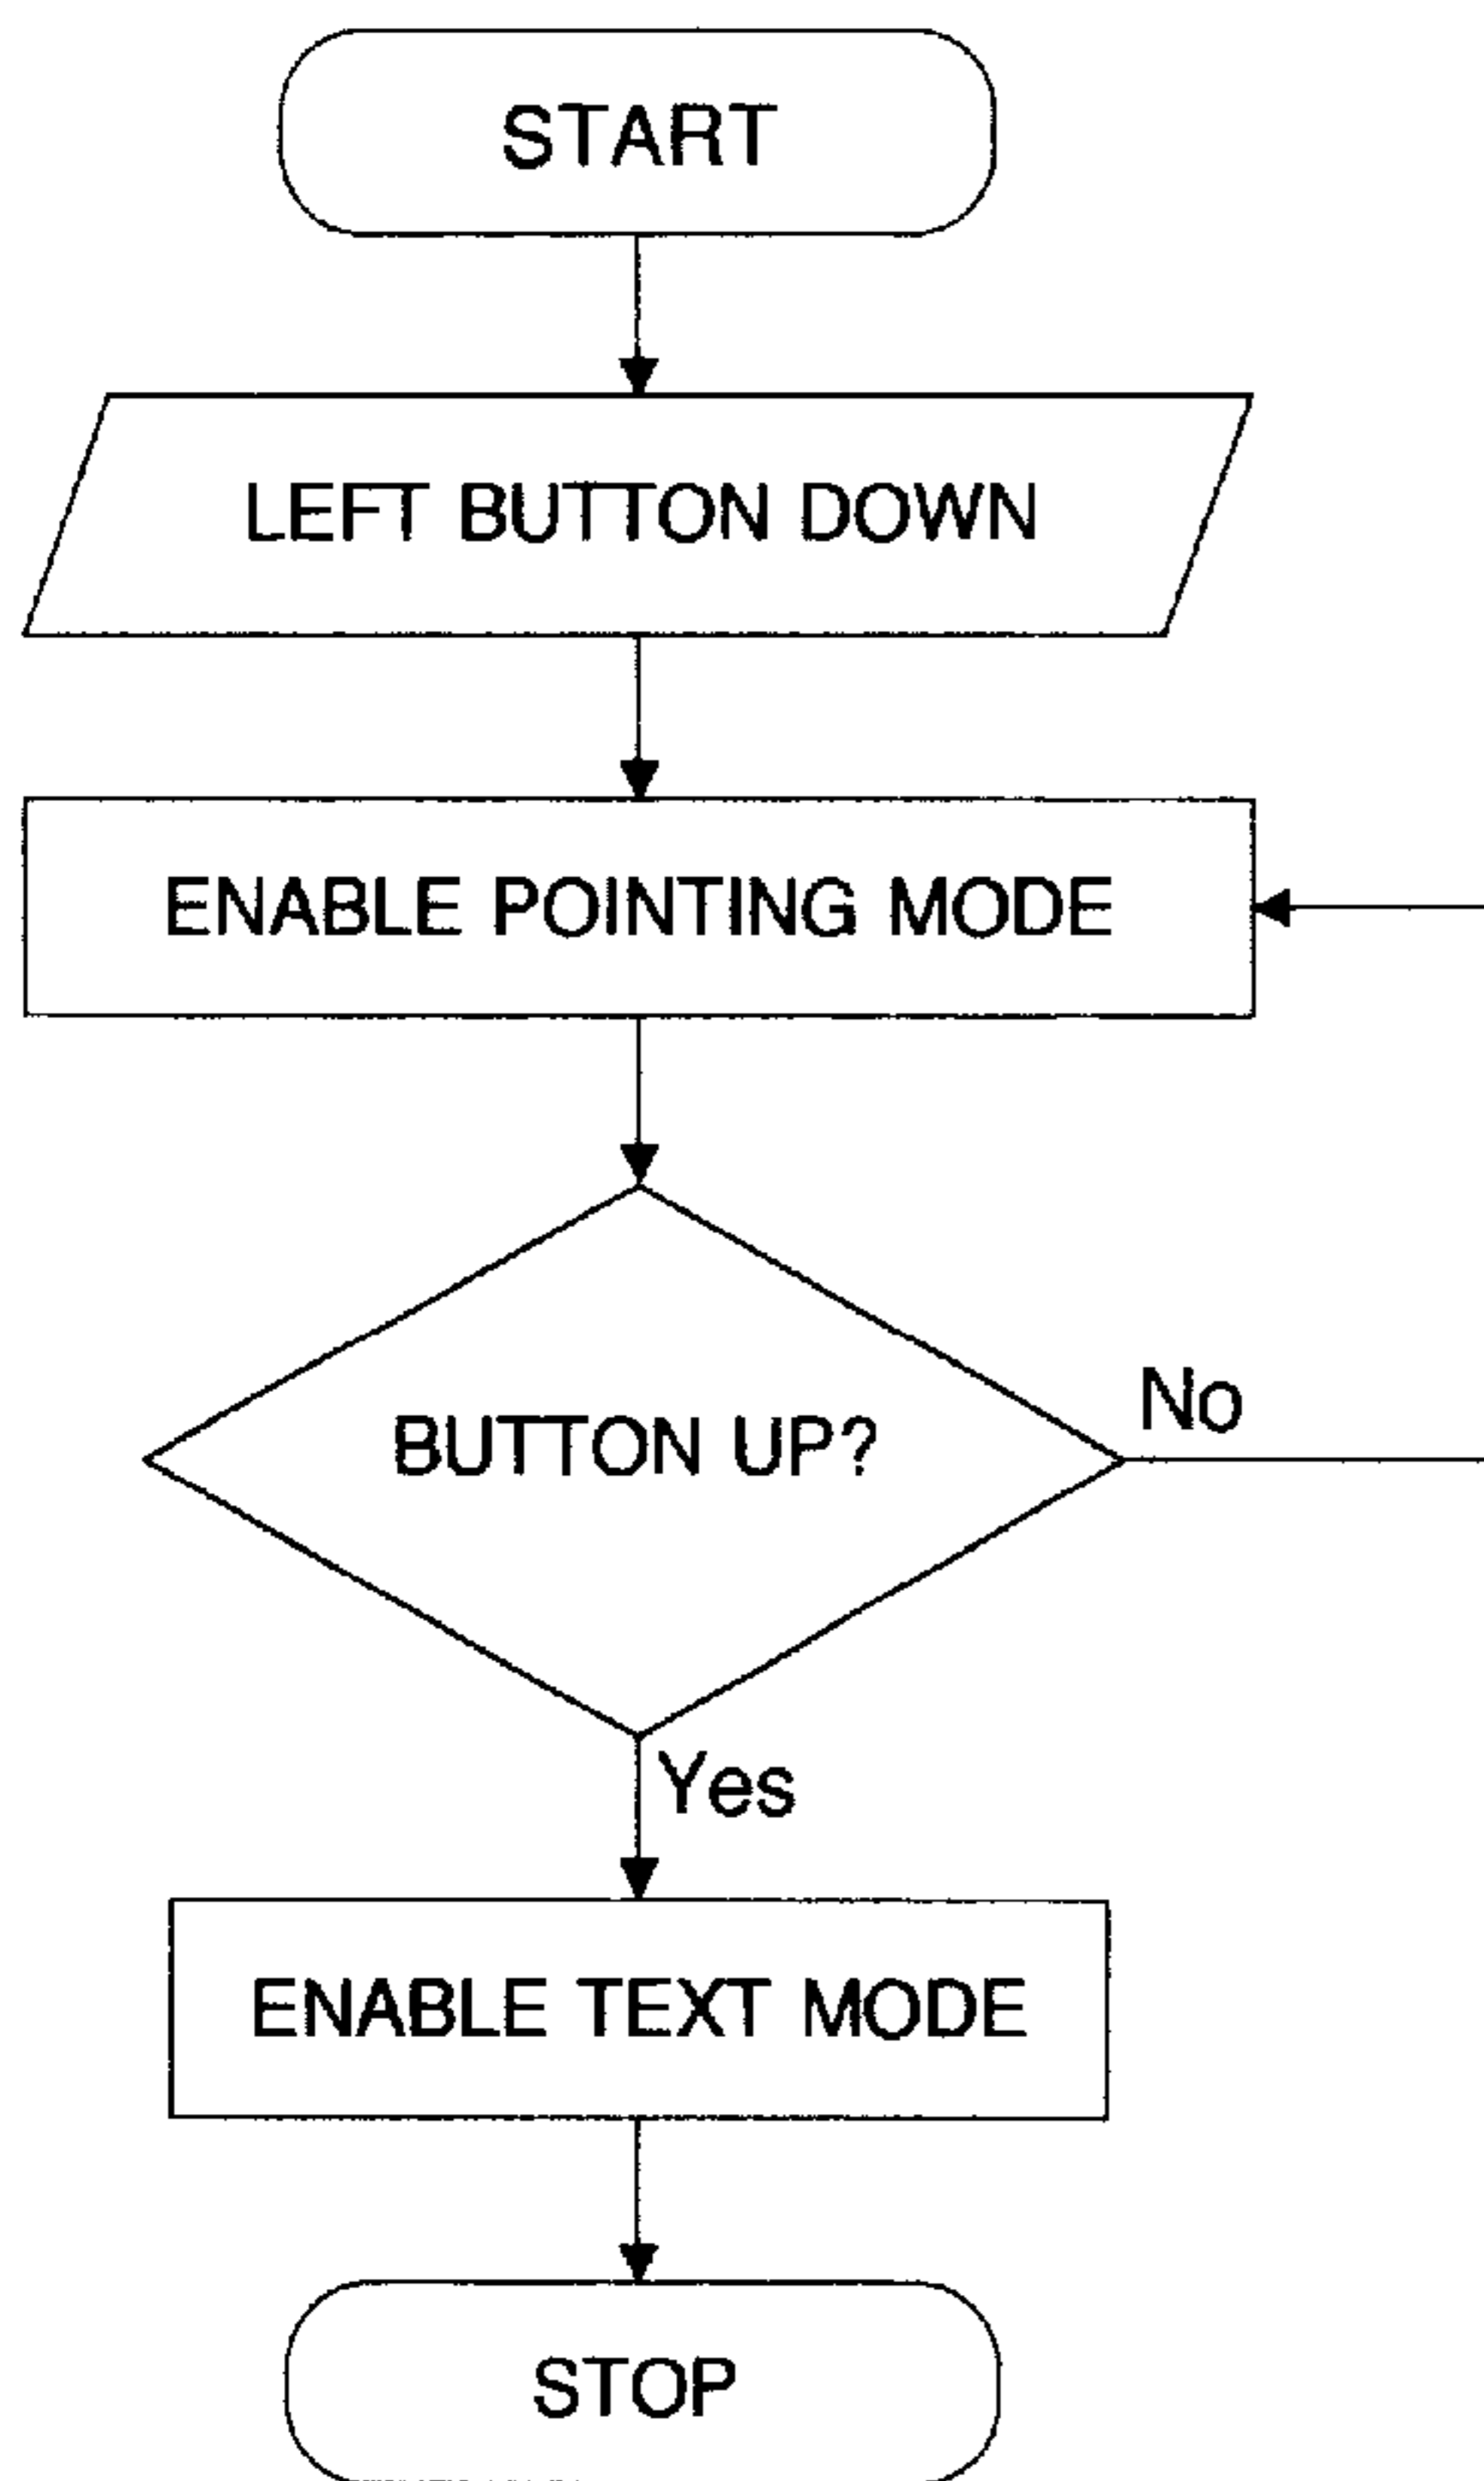 START
LEFT BUTTON DOWN
ENABLE POINTING MODE
BUTTON UP?
No
Yes
ENABLE TEXT MODE
STOP